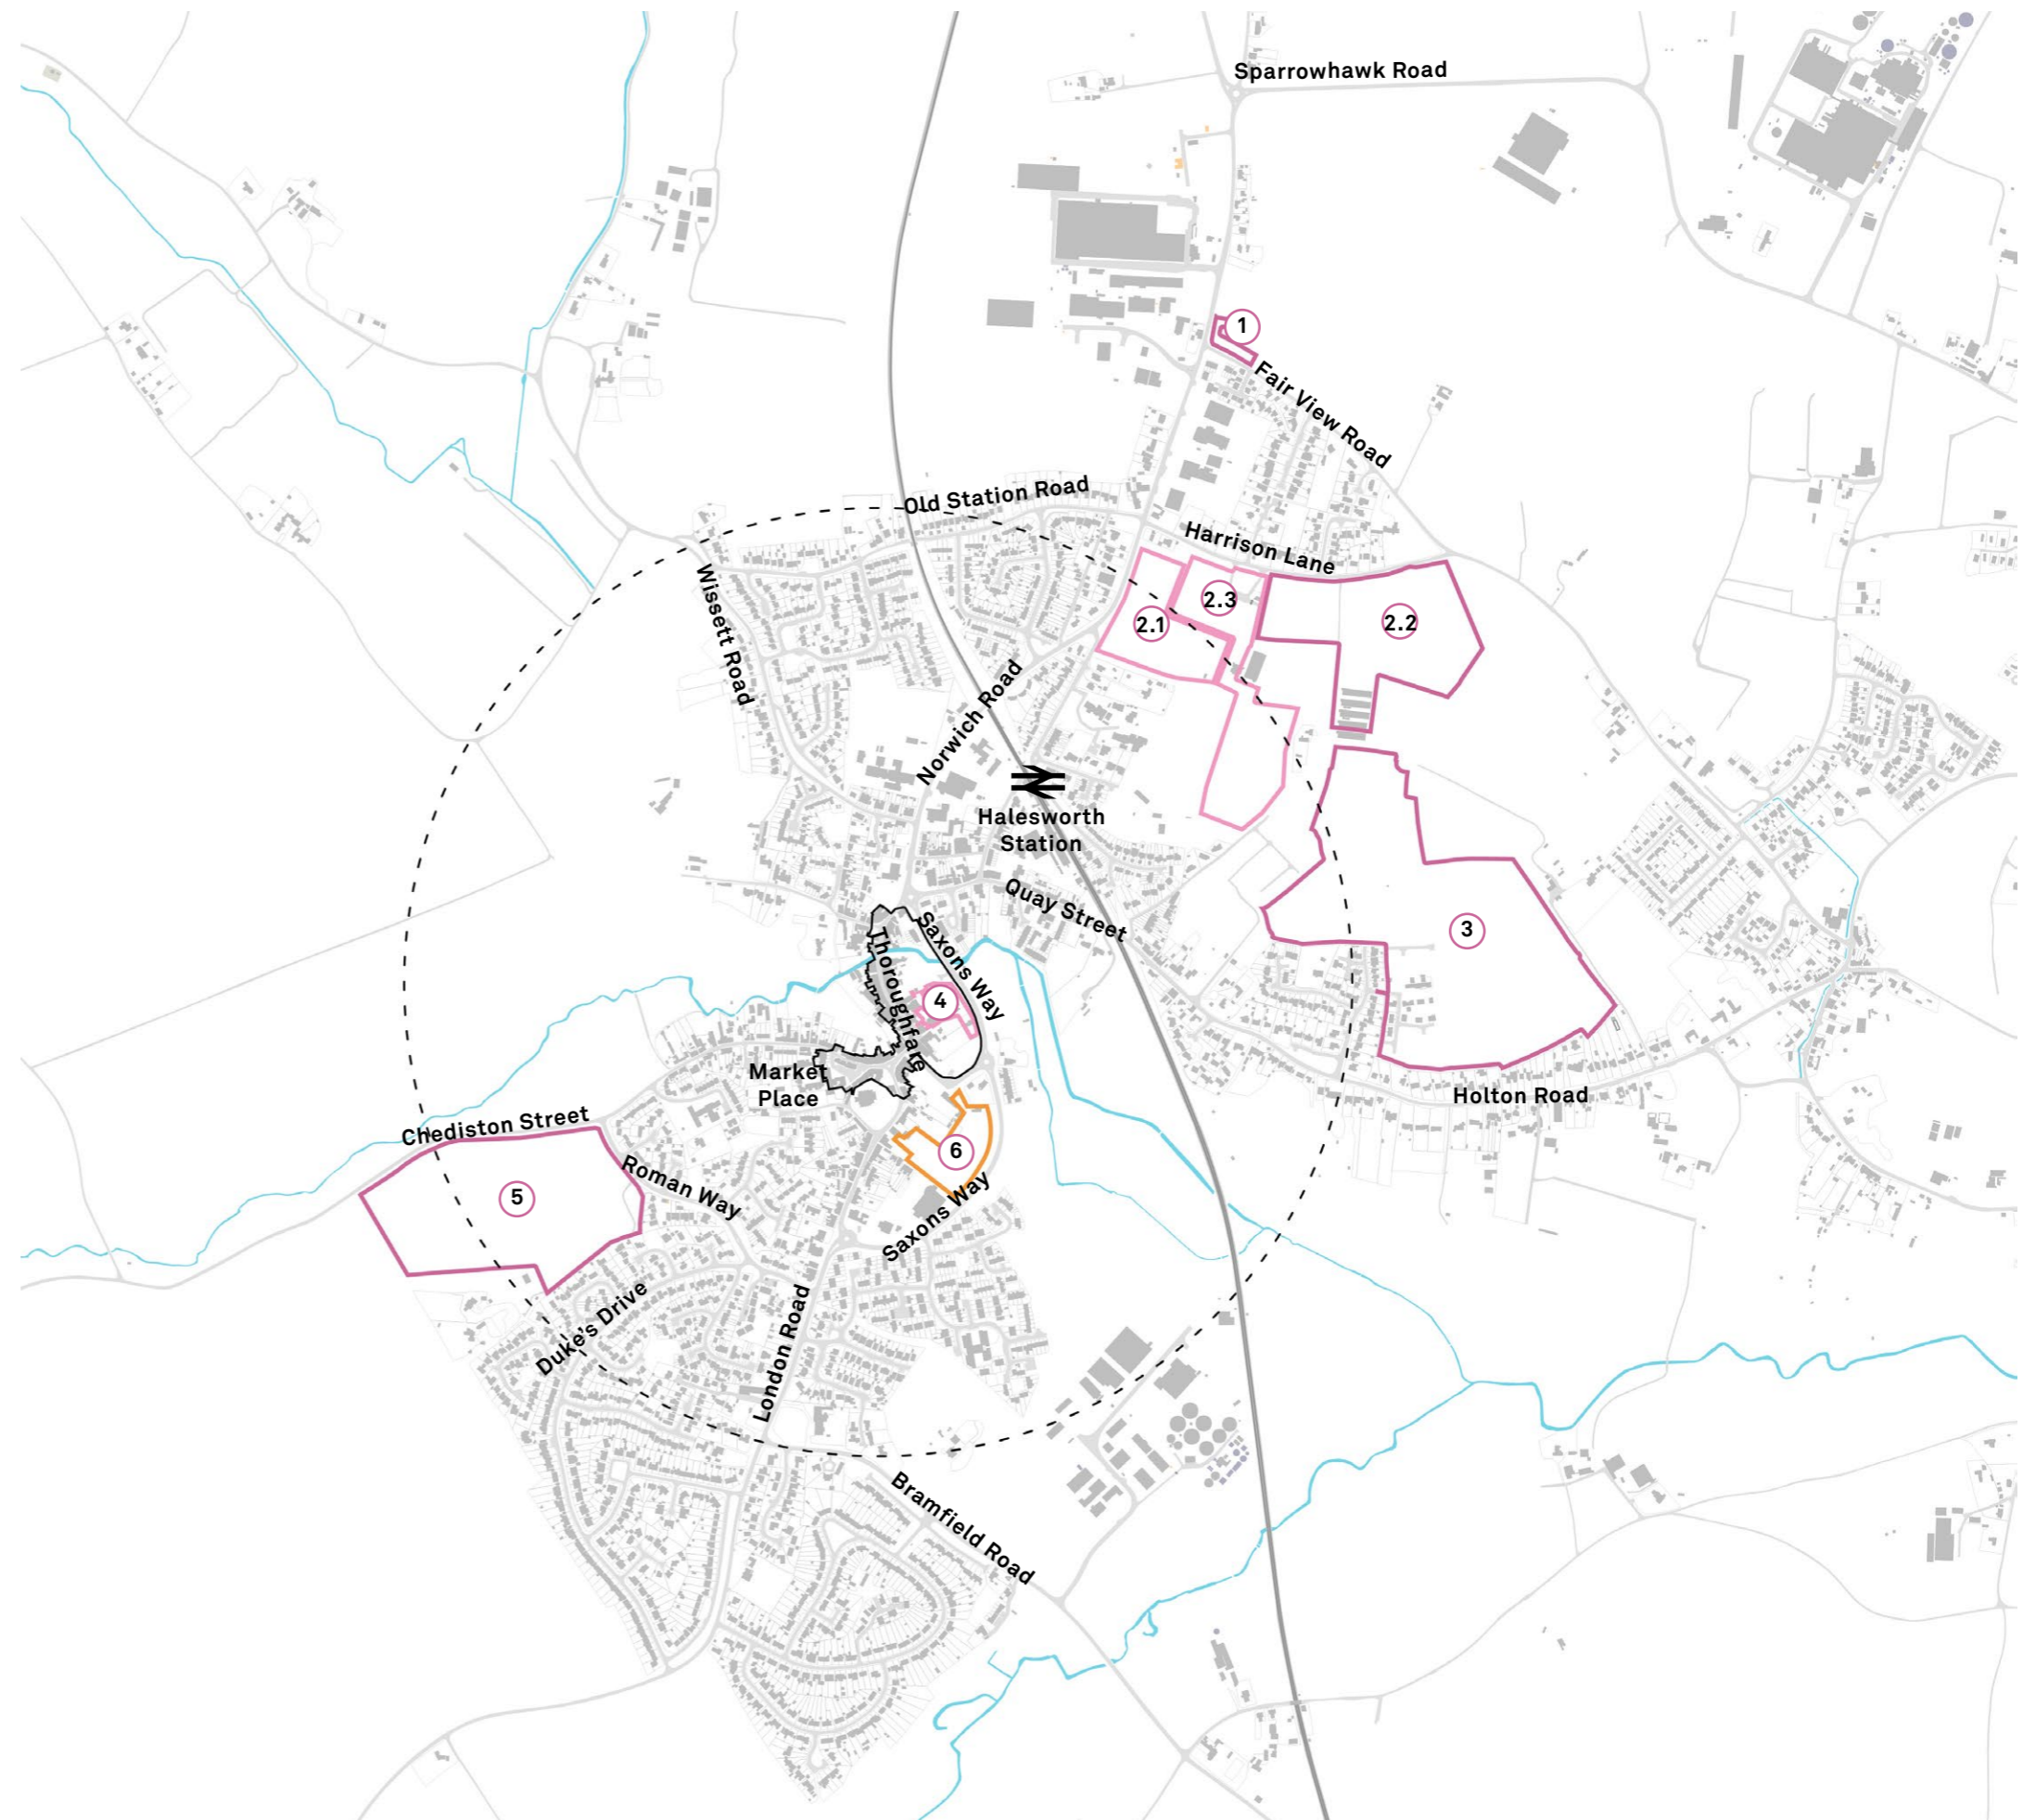 Sparrowhawk Road
1
Fair View Road
Old Station Road
Harrison Lane
Wissett Road
2.3
2.1
2.2
Norwich Road
Halesworth
Station
Quay Street
Saxons Way
Thoroughfare
3
4
Market
Place
Holton Road
Chediston Street
6
Roman Way
5
Saxons Way
Duke's Drive
London Road
Bramfield Road